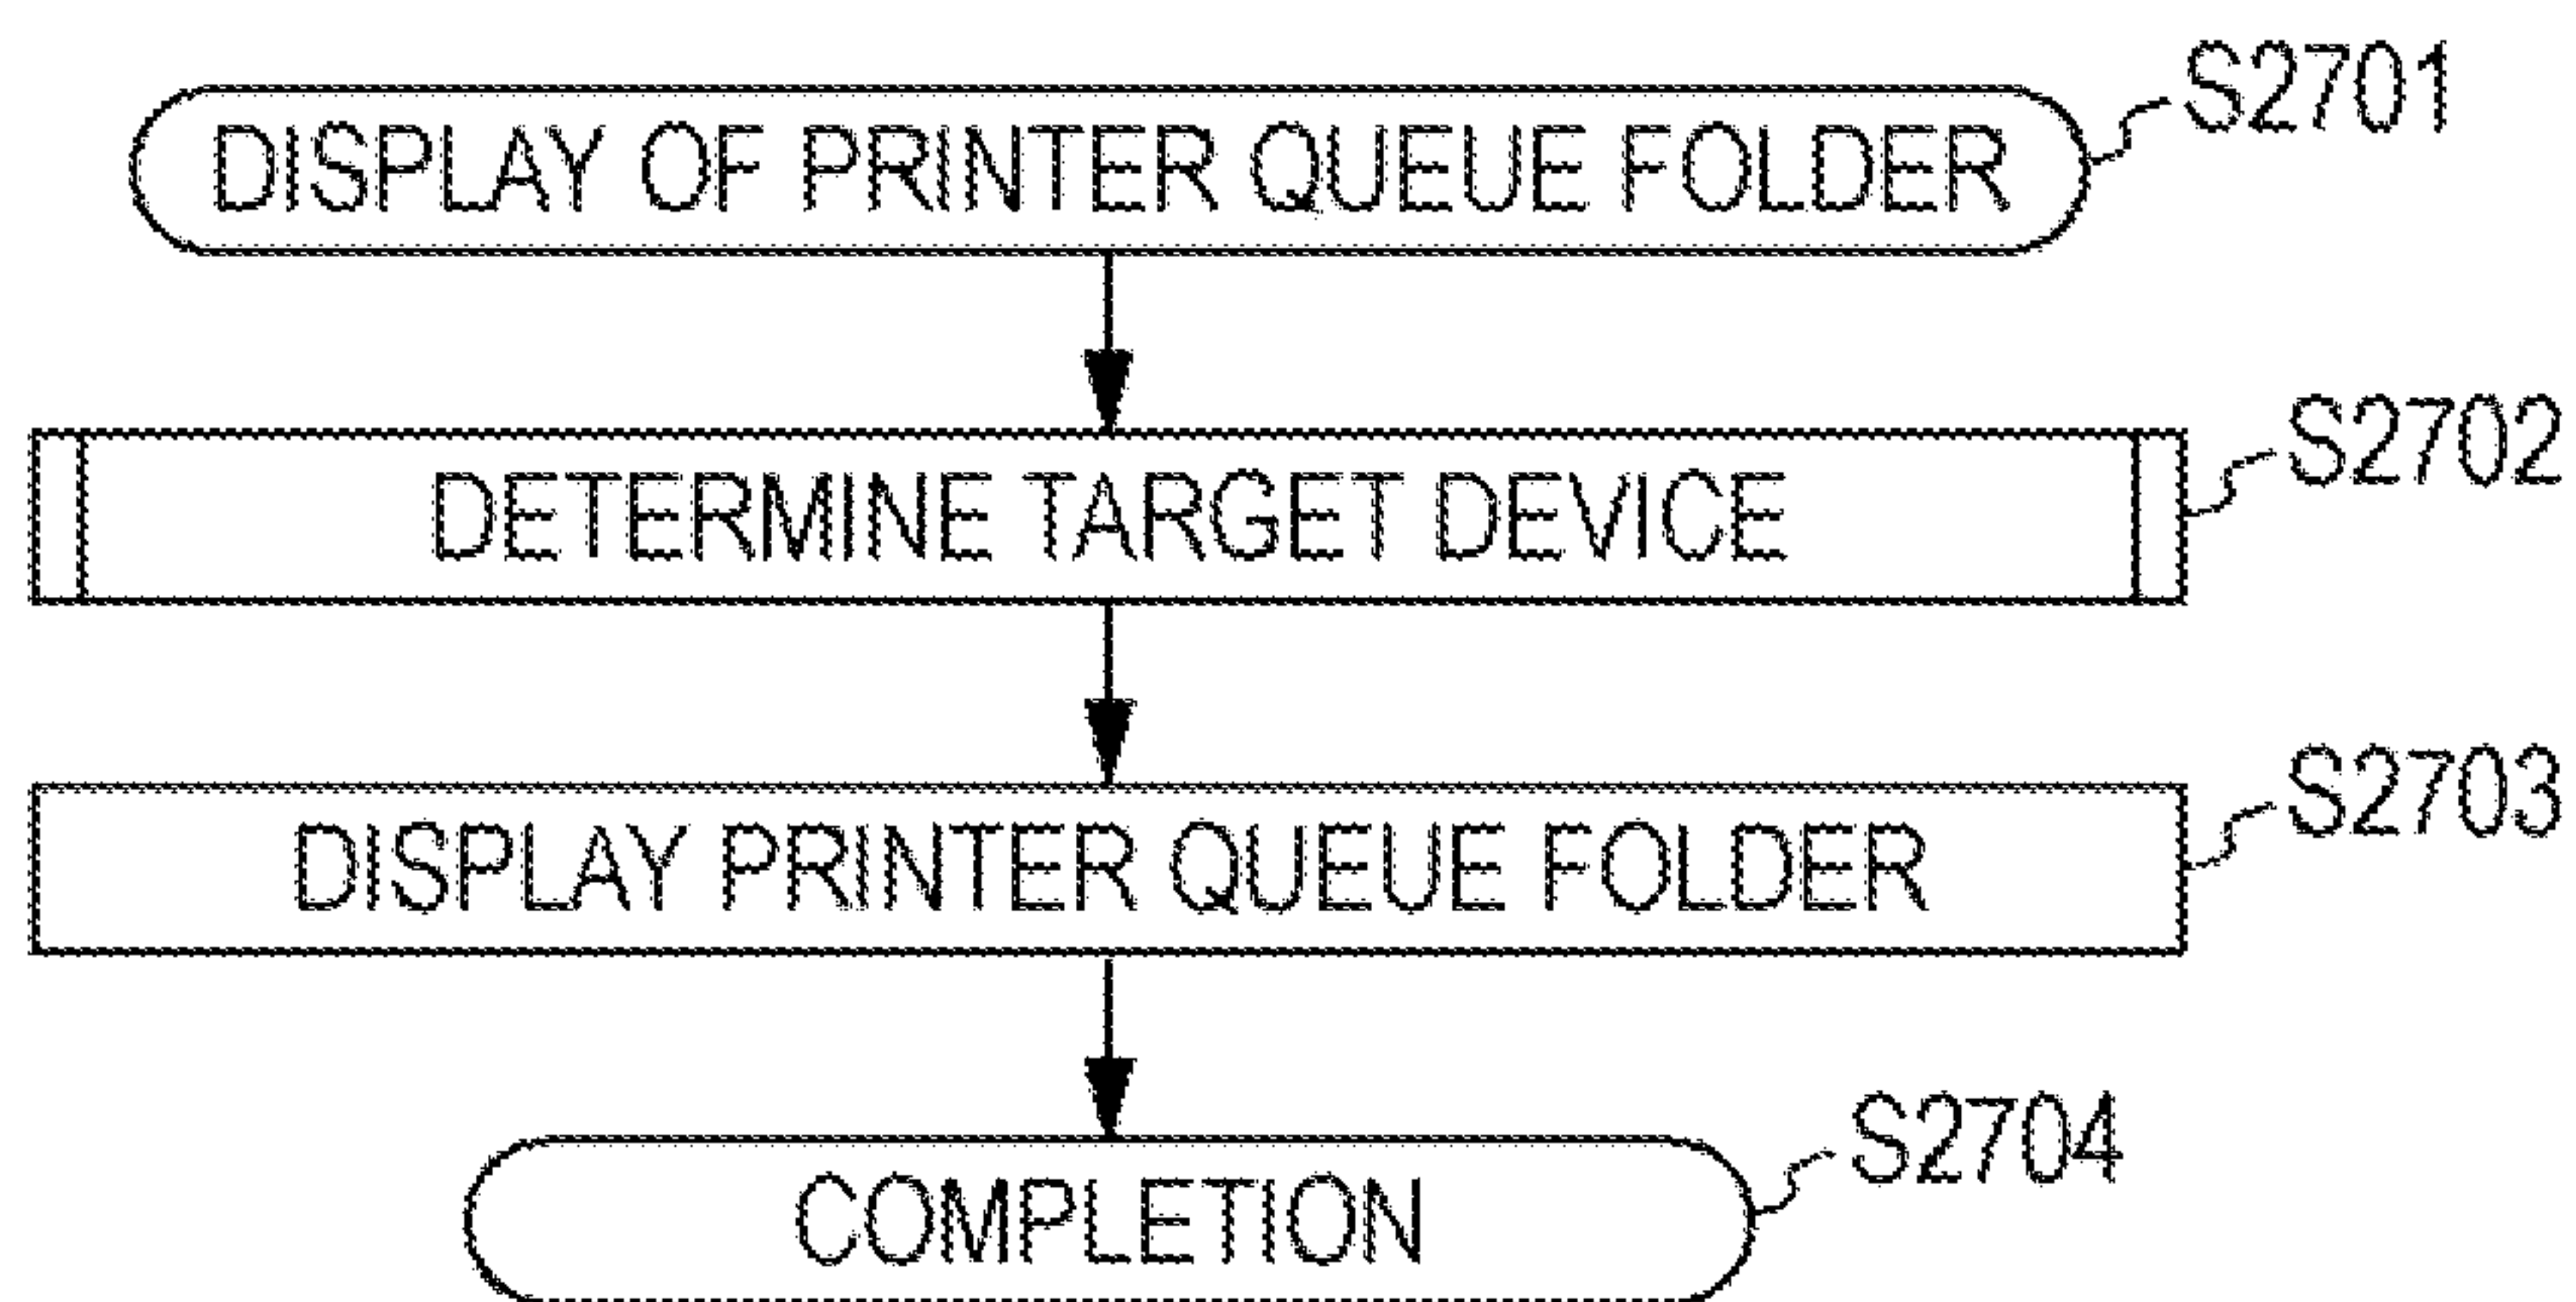 DISPLAY OF PRINTER QUEUE FOLDER S2701
DETERMINE TARGET DEVICE S2702
DISPLAY PRINTER QUEUE FOLDER S2703
COMPLETION S2704